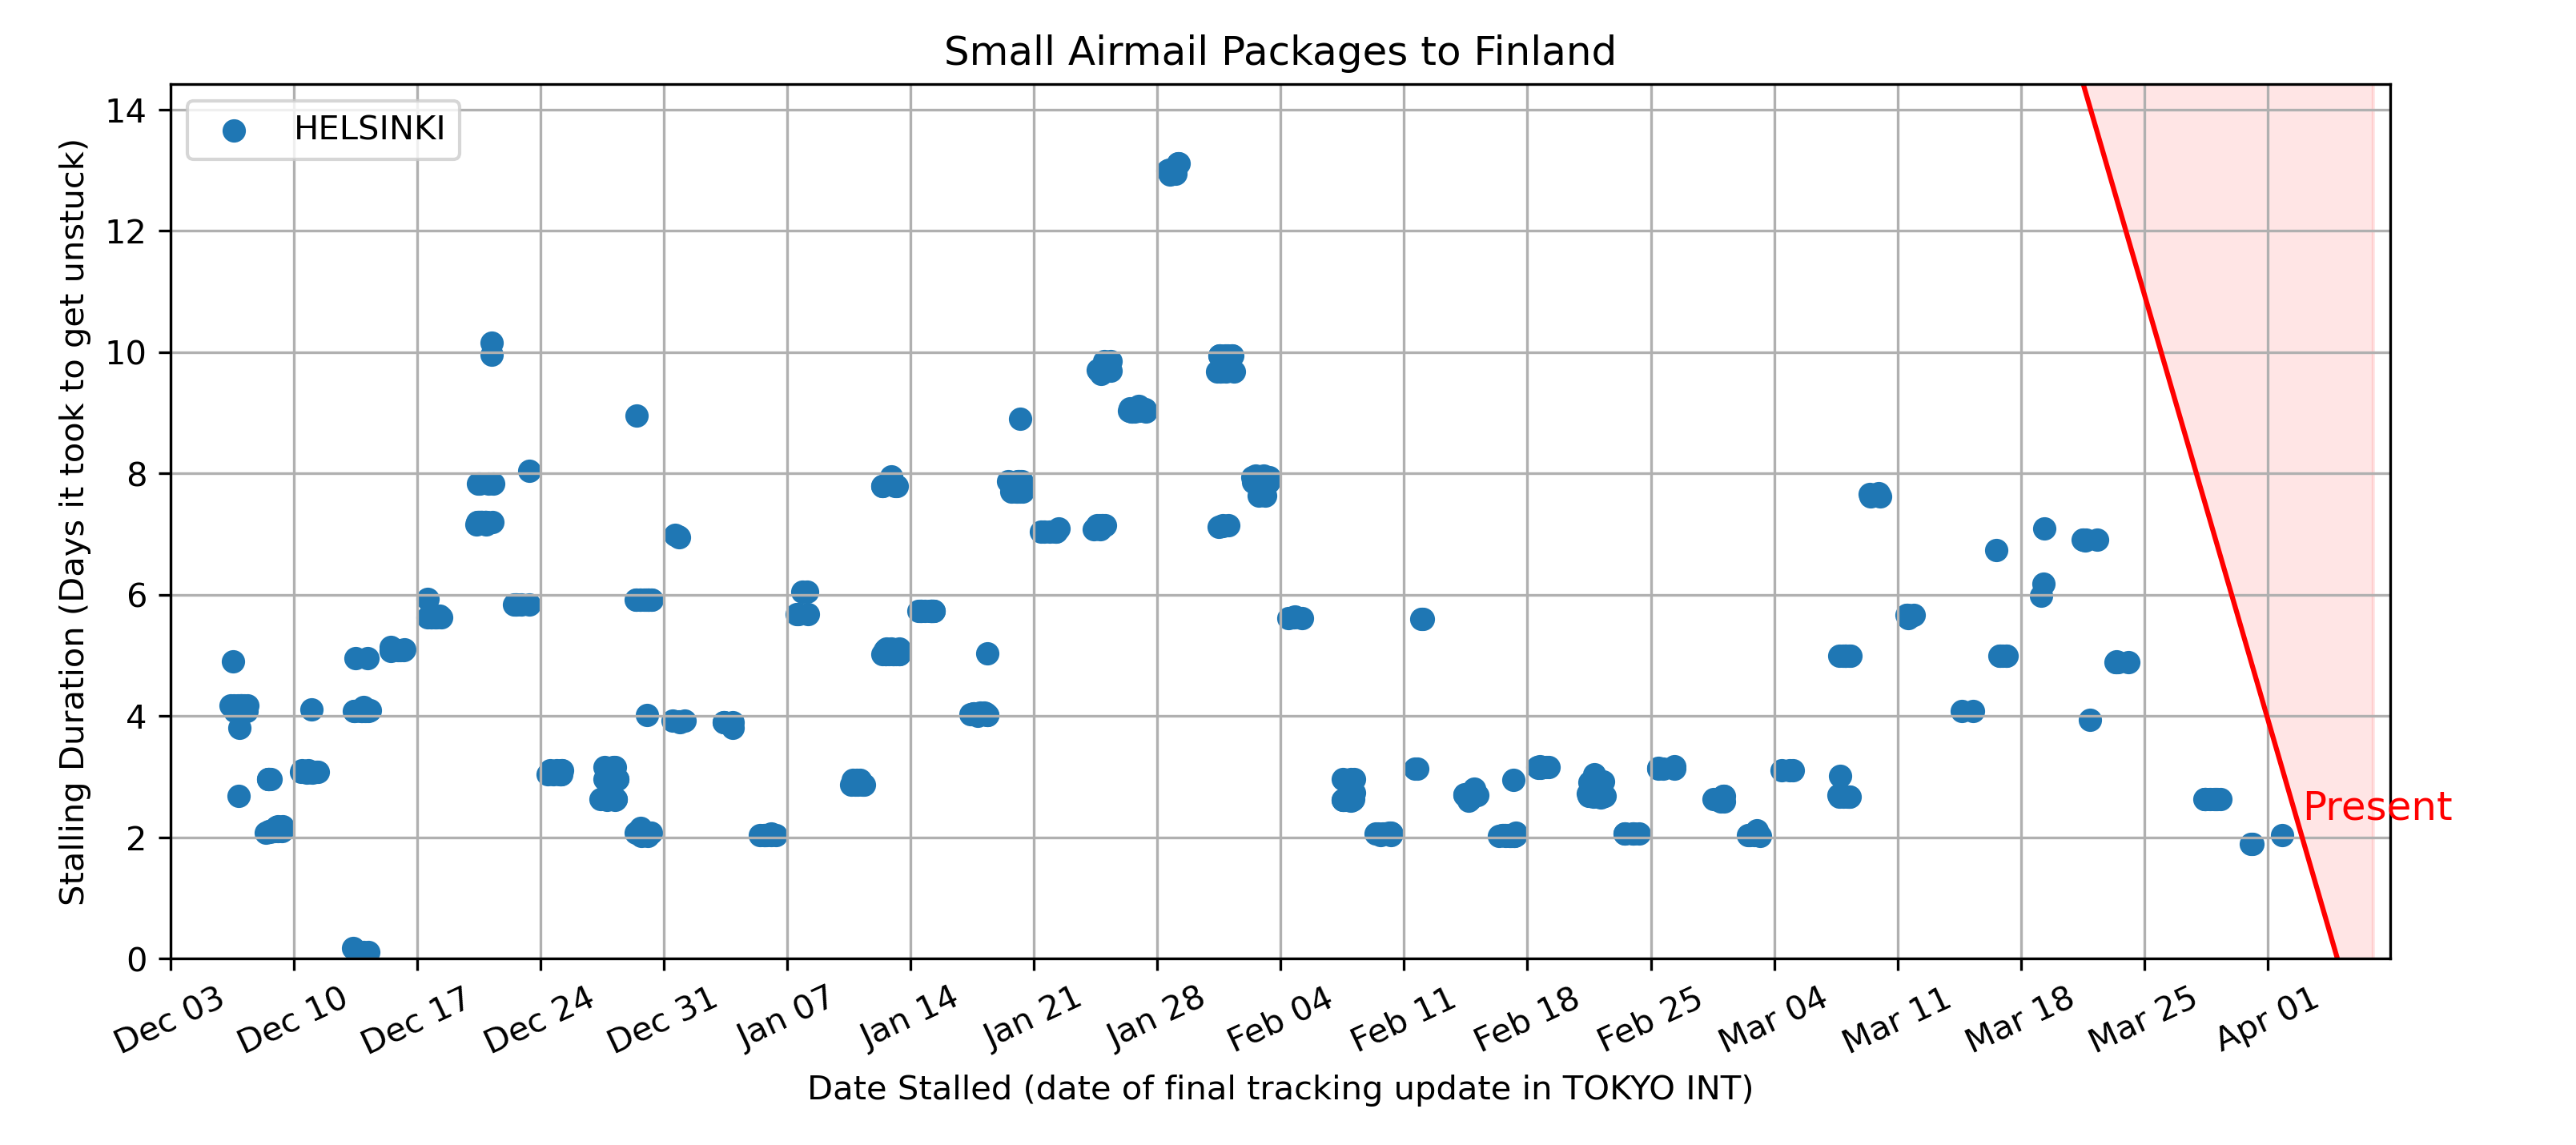 Small Airmail Packages to Finland
HELSINKI
Stalling Duration (Days it took to get unstuck)
14
12
10
8
6
4
2
0
Present
Dec 03
Dec 10
Dec 17
Dec 24
Dec 31
Jan 07
Jan 14
Jan 21
Jan 28
Feb 04
Feb 11
Feb 18
Feb 25
Mar 04
Mar 11
Mar 18
Mar 25
Apr 01
Date Stalled (date of final tracking update in TOKYO INT)